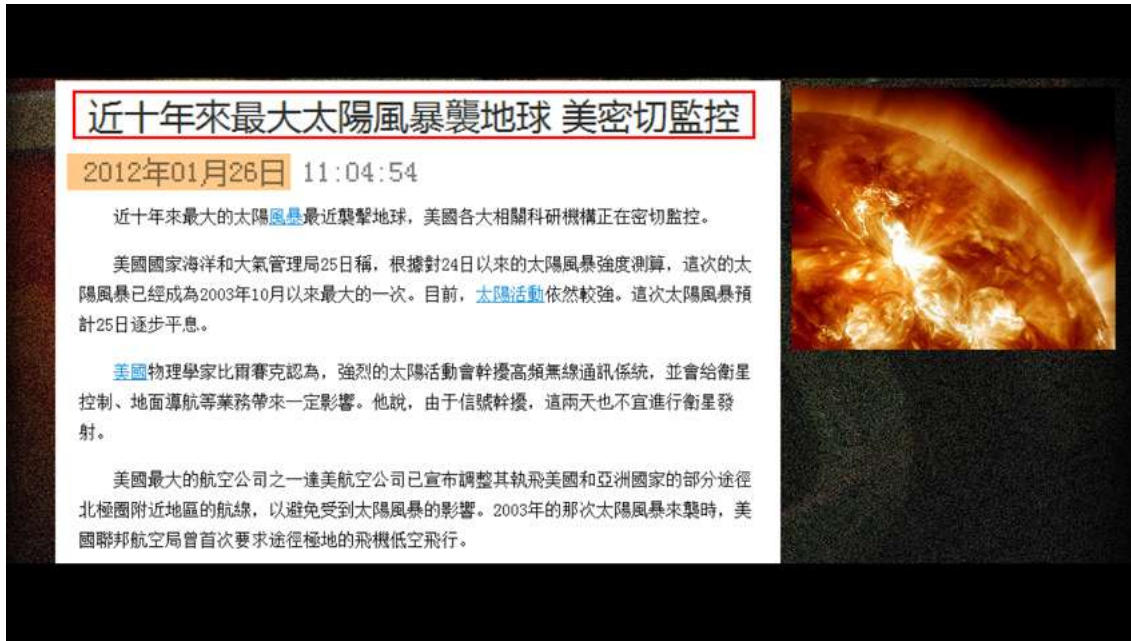 近十年來最大太陽風暴襲地球 美密切監控
2012年01月26日 11:04:54
近十年來最大的太陽風暴最近襲擊地球，美國各大相關科研機構正在密切監控。
美國國家海洋和大氣管理局25日稱，根據對24日以來的太陽風暴強度測算，這次的太
陽風暴已經成為2003年10月以來最大的一次。目前，太陽活動依然較強。這次太陽風暴預
計25日逐步平息。
美國物理學家比爾賽克認為，強烈的太陽活動會幹擾高頻無線通訊係統，並會給衛星
控制、地面導航等業務帶來一定影響。他說，由于信號幹擾，這兩天也不宜進行衛星發
射。
美國最大的航空公司之一達美航空公司已宣布調整其執飛美國和亞洲國家的部分途徑
北極圈附近地區的航線，以避免受到太陽風暴的影響。2003年的那次太陽風暴來襲時，美
國聯邦航空局曾首次要求途徑極地的飛機低空飛行。